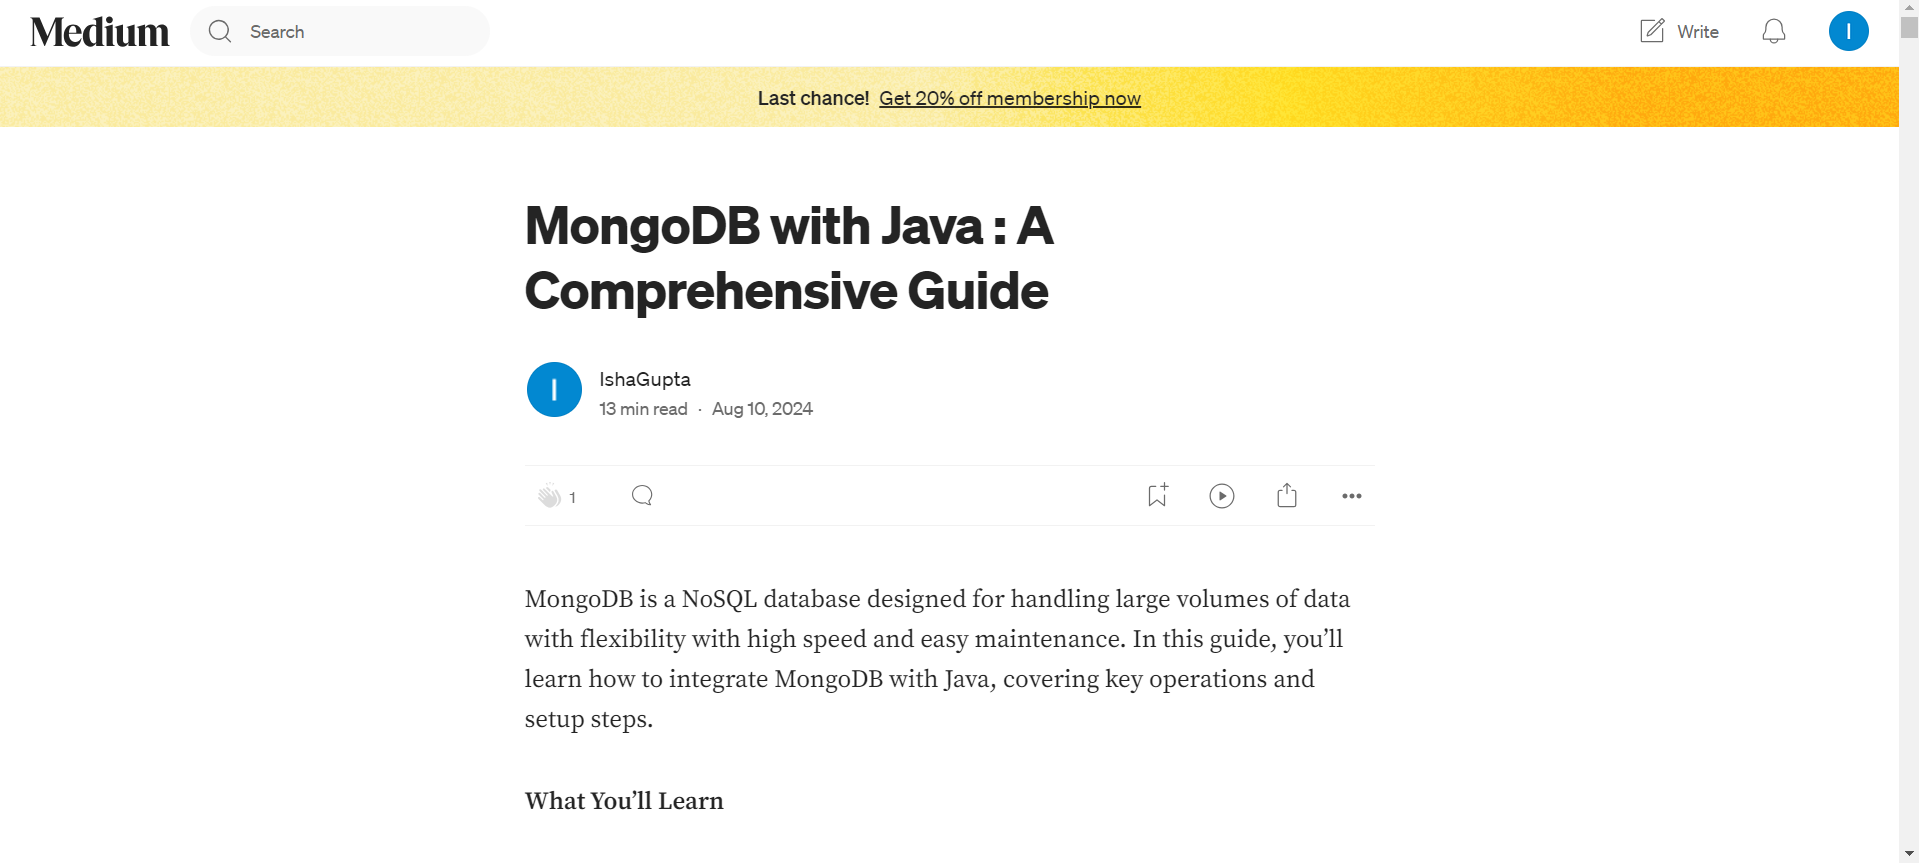 Medium
Search
Write
I
Last chance! Get 20% off membership now
MongoDB with Java : A
Comprehensive Guide
I
IshaGupta
13 min read · Aug 10, 2024
1
MongoDB is a NoSQL database designed for handling large volumes of data
with flexibility with high speed and easy maintenance. In this guide, you’ll
learn how to integrate MongoDB with Java, covering key operations and
setup steps.
What You’ll Learn